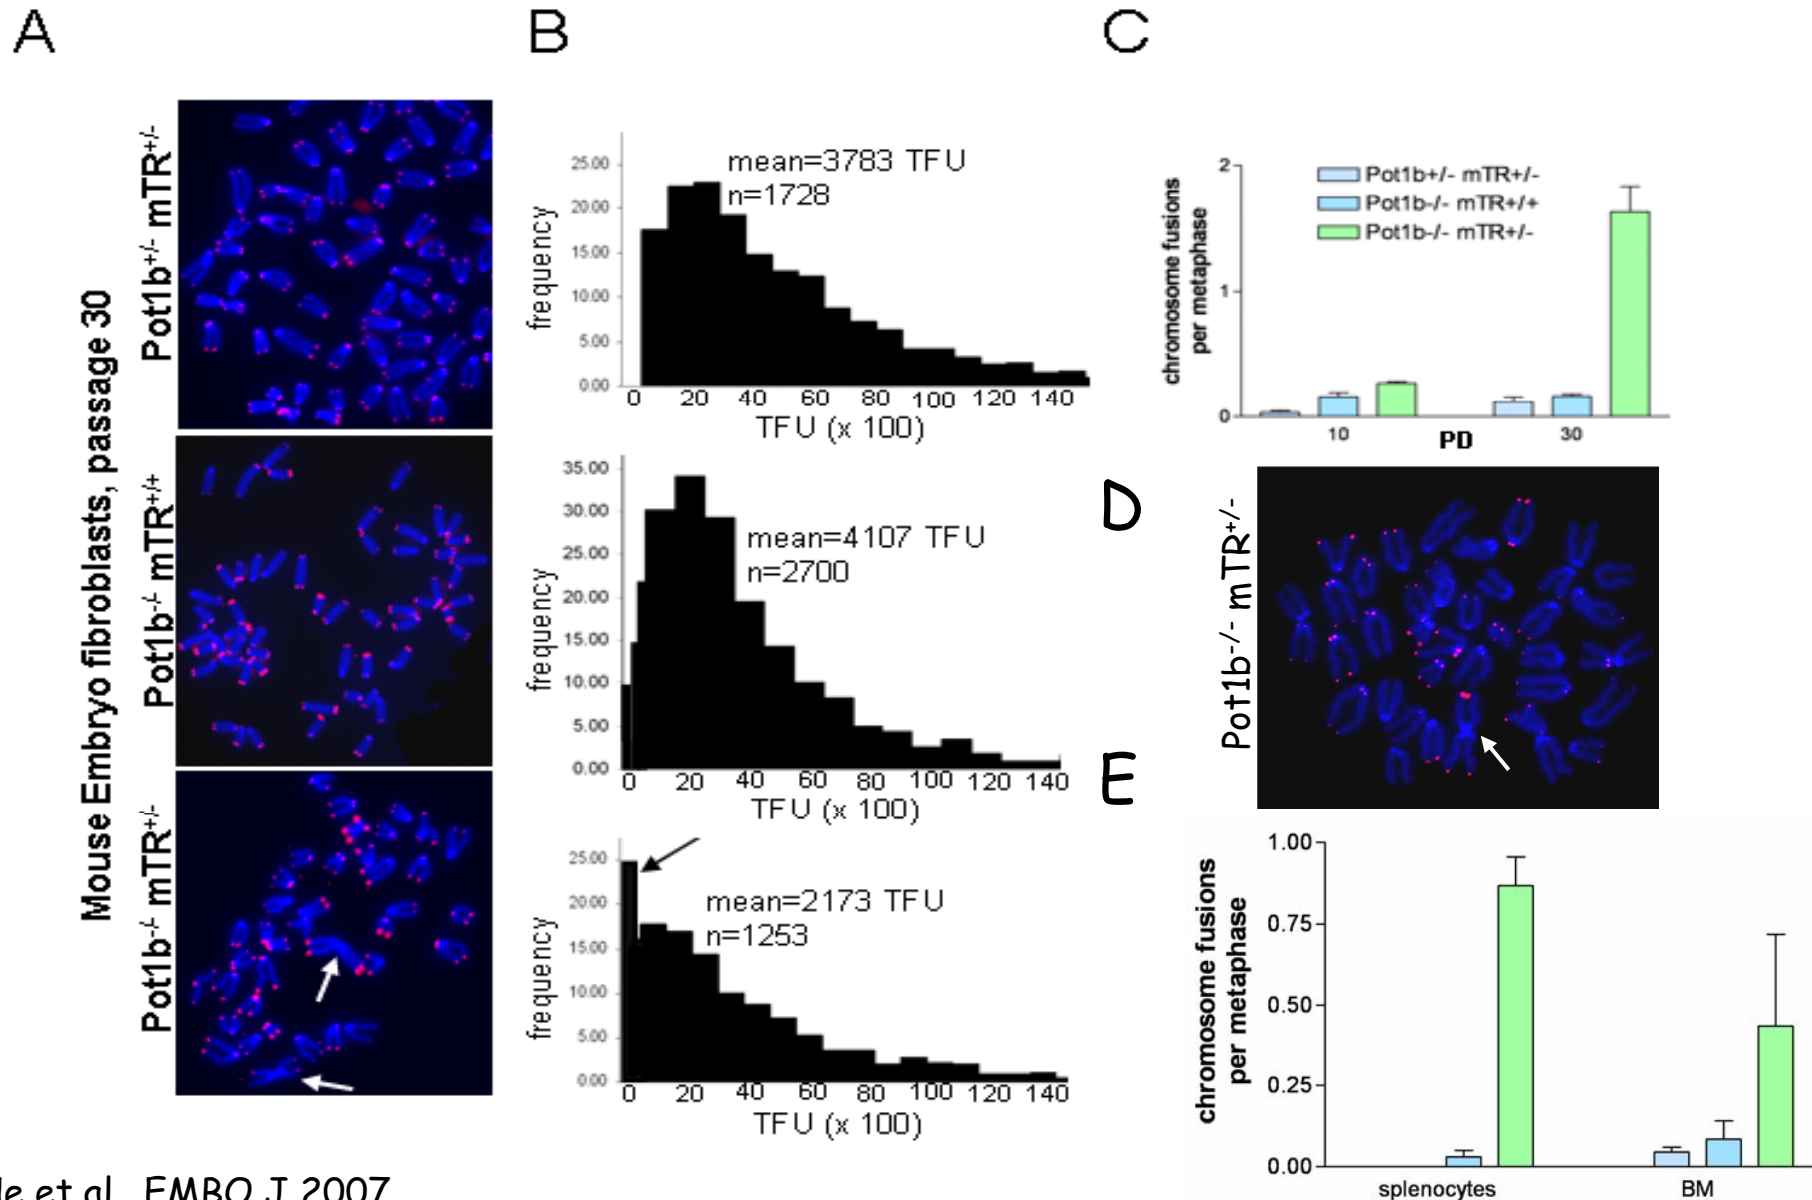 A
B
C
D
E
Mouse Embryo fibroblasts, passage 30
Pot1b+/- mTR+/-
Pot1b-/- mTR+/+
Pot1b-/- mTR+/-
mean=3783 TFU
n=1728
frequency
25.00
20.00
15.00
10.00
5.00
0.00
0 20 40 60 80 100 120 140
TFU (x 100)
mean=4107 TFU
n=2700
frequency
35.00
30.00
25.00
20.00
15.00
10.00
5.00
0.00
0 20 40 60 80 100 120 140
TFU (x 100)
mean=2173 TFU
n=1253
frequency
25.00
20.00
15.00
10.00
5.00
0.00
0 20 40 60 80 100 120 140
TFU (x 100)
chromosome fusions
per metaphase
2
1
0
Pot1b+/- mTR+/-
Pot1b-/- mTR+/+
Pot1b-/- mTR+/-
10 PD 30
Pot1b-/- mTR+/-
chromosome fusions
per metaphase
1.00
0.75
0.50
0.25
0.00
splenocytes BM
et al., EMBO J 2007